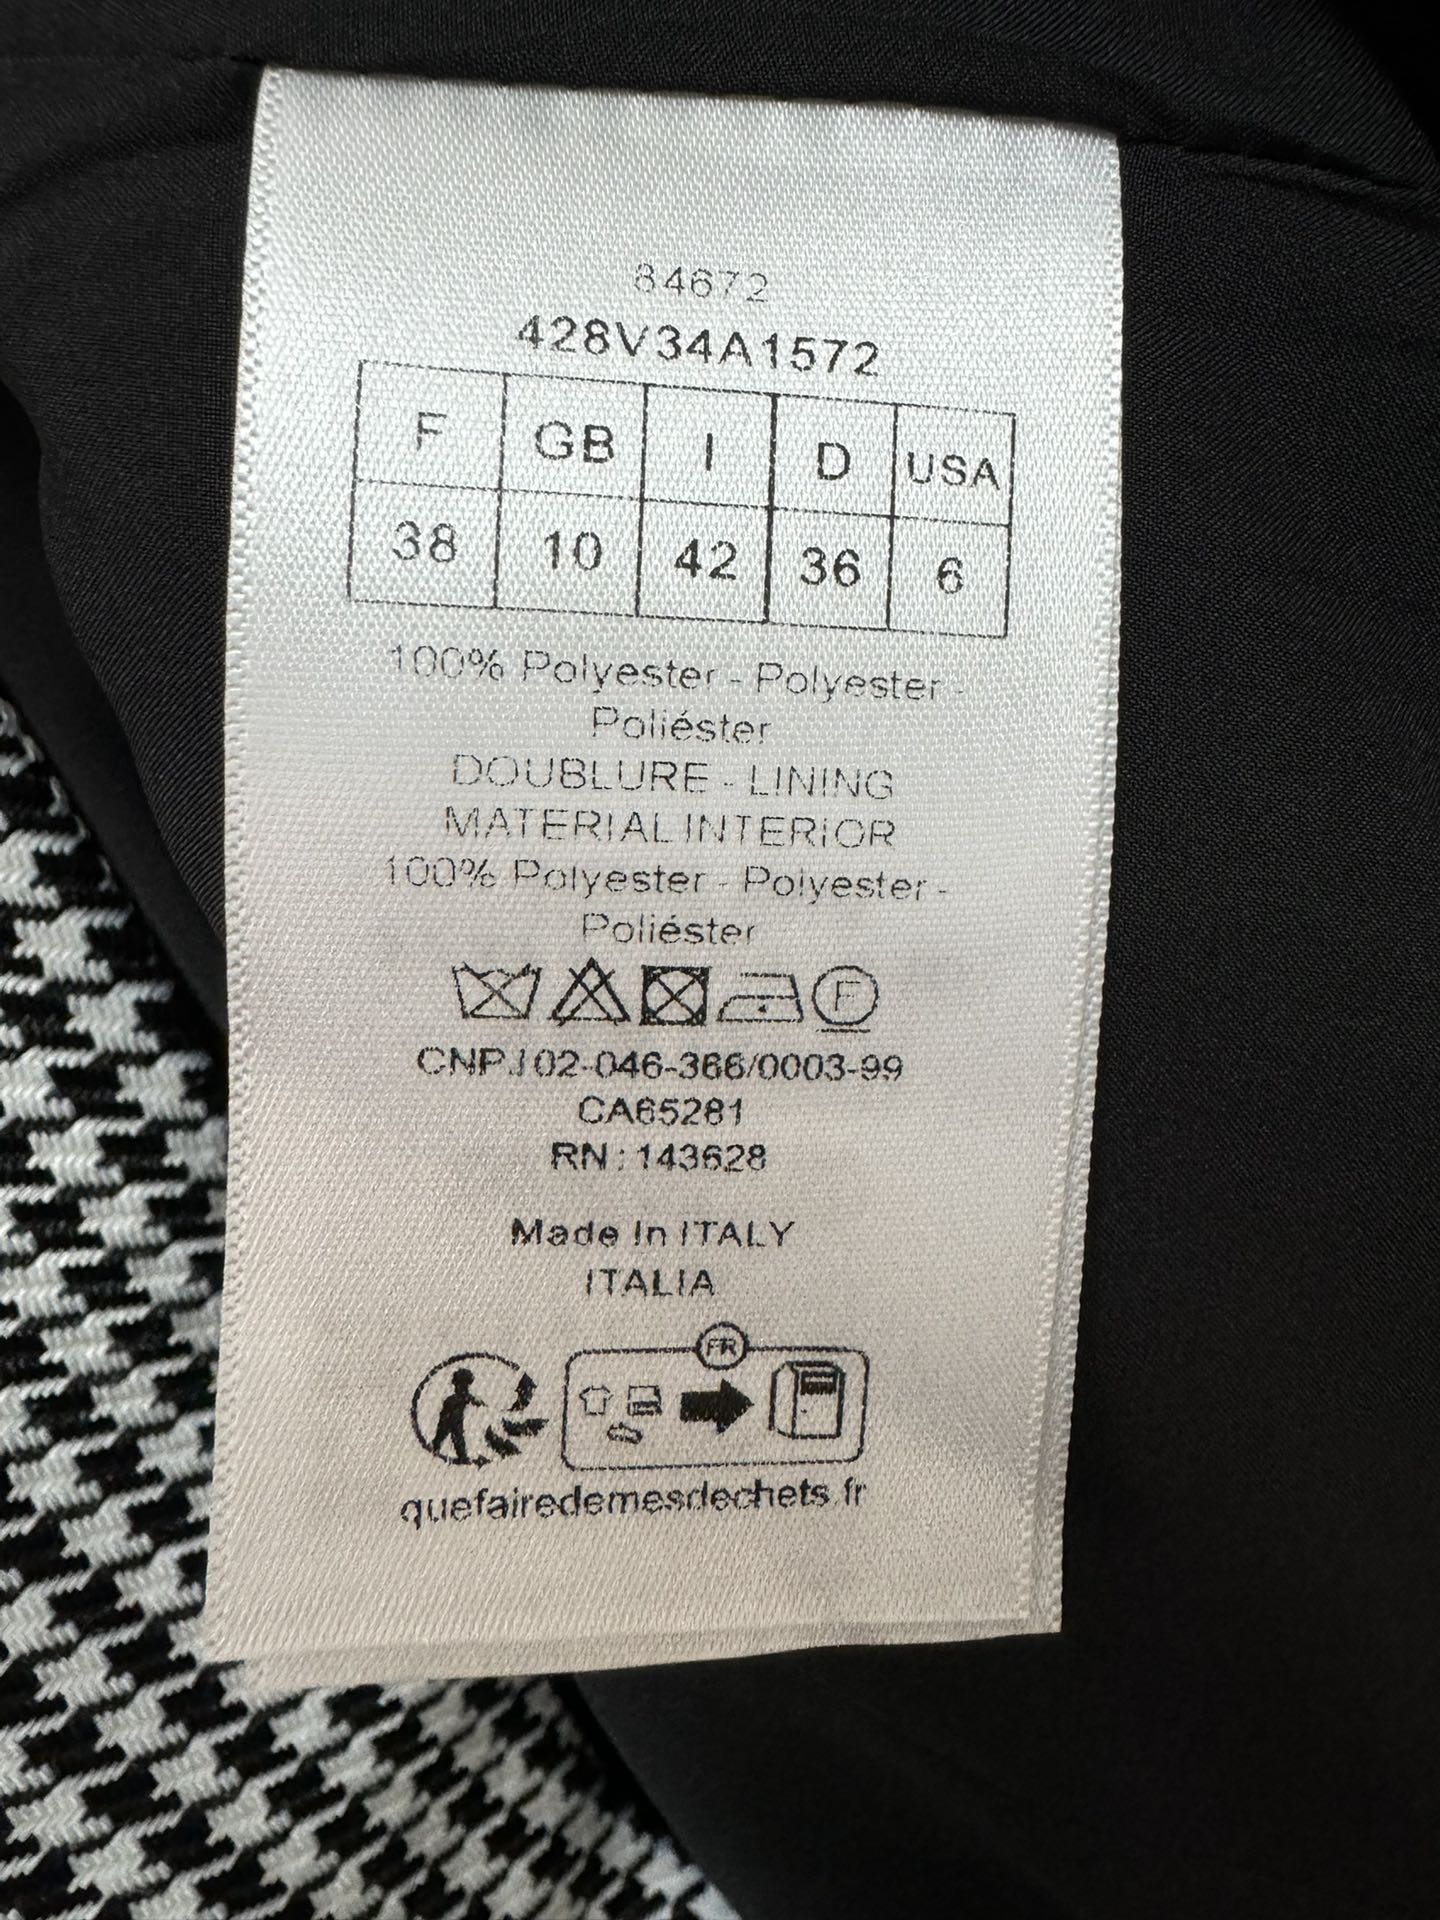 84672
428V34A1572
F GB I D USA
38 10 42 36 6
100% Polyester - Polyester -
Poliéster
DOUBLURE - LINING
MATERIAL INTERIOR
100% Polyester - Polyester -
Poliéster
F
CNPJ 02-046-366/0003-99
CA65281
RN : 143628
Made In ITALY
ITALIA
FR
quefairedemesdechets.fr